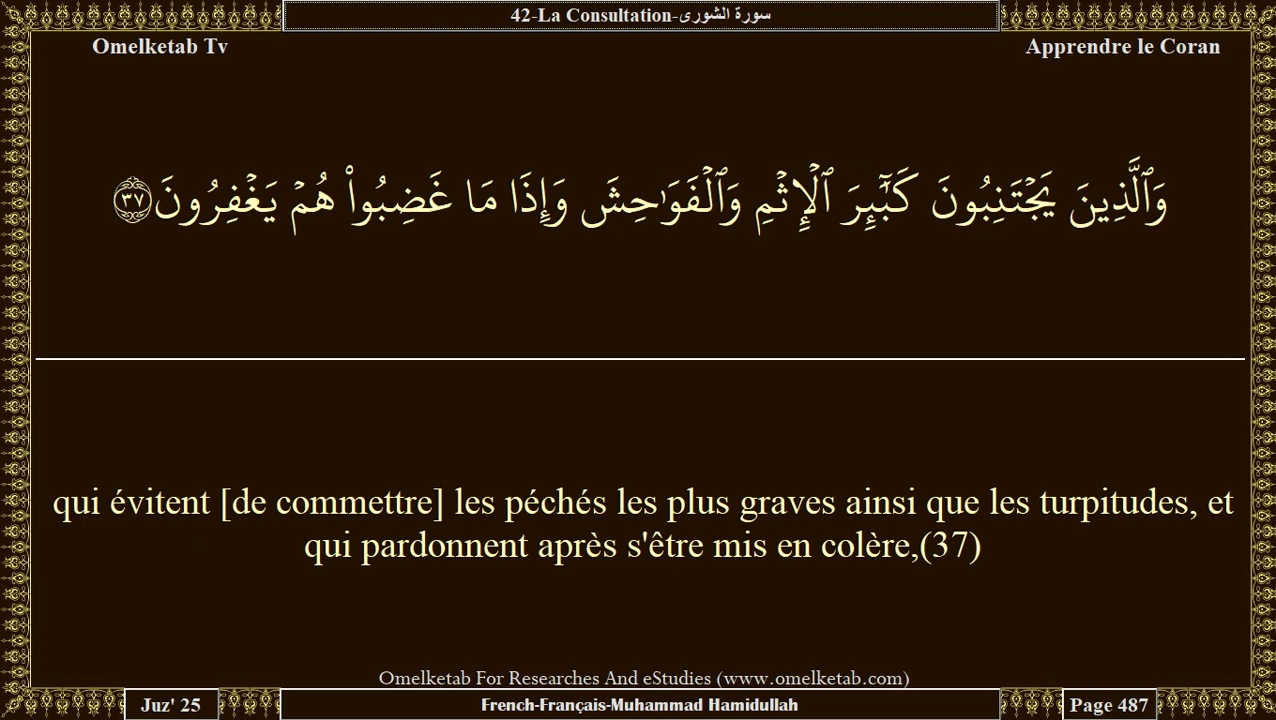 42-La Consultation-سورة الشورى
Omelketab Tv
Apprendre le Coran
وَٱلَّذِينَ يَجْتَنِبُونَ كَبَٰٓئِرَ ٱلْإِثْمِ وَٱلْفَوَٰحِشَ وَإِذَا مَا غَضِبُوا۟ هُمْ يَغْفِرُونَ ٣٧
qui évitent [de commettre] les péchés les plus graves ainsi que les turpitudes, et
qui pardonnent après s'être mis en colère,(37)
Omelketab For Researches And eStudies (www.omelketab.com)
Juz' 25
French-Français-Muhammad Hamidullah
Page 487